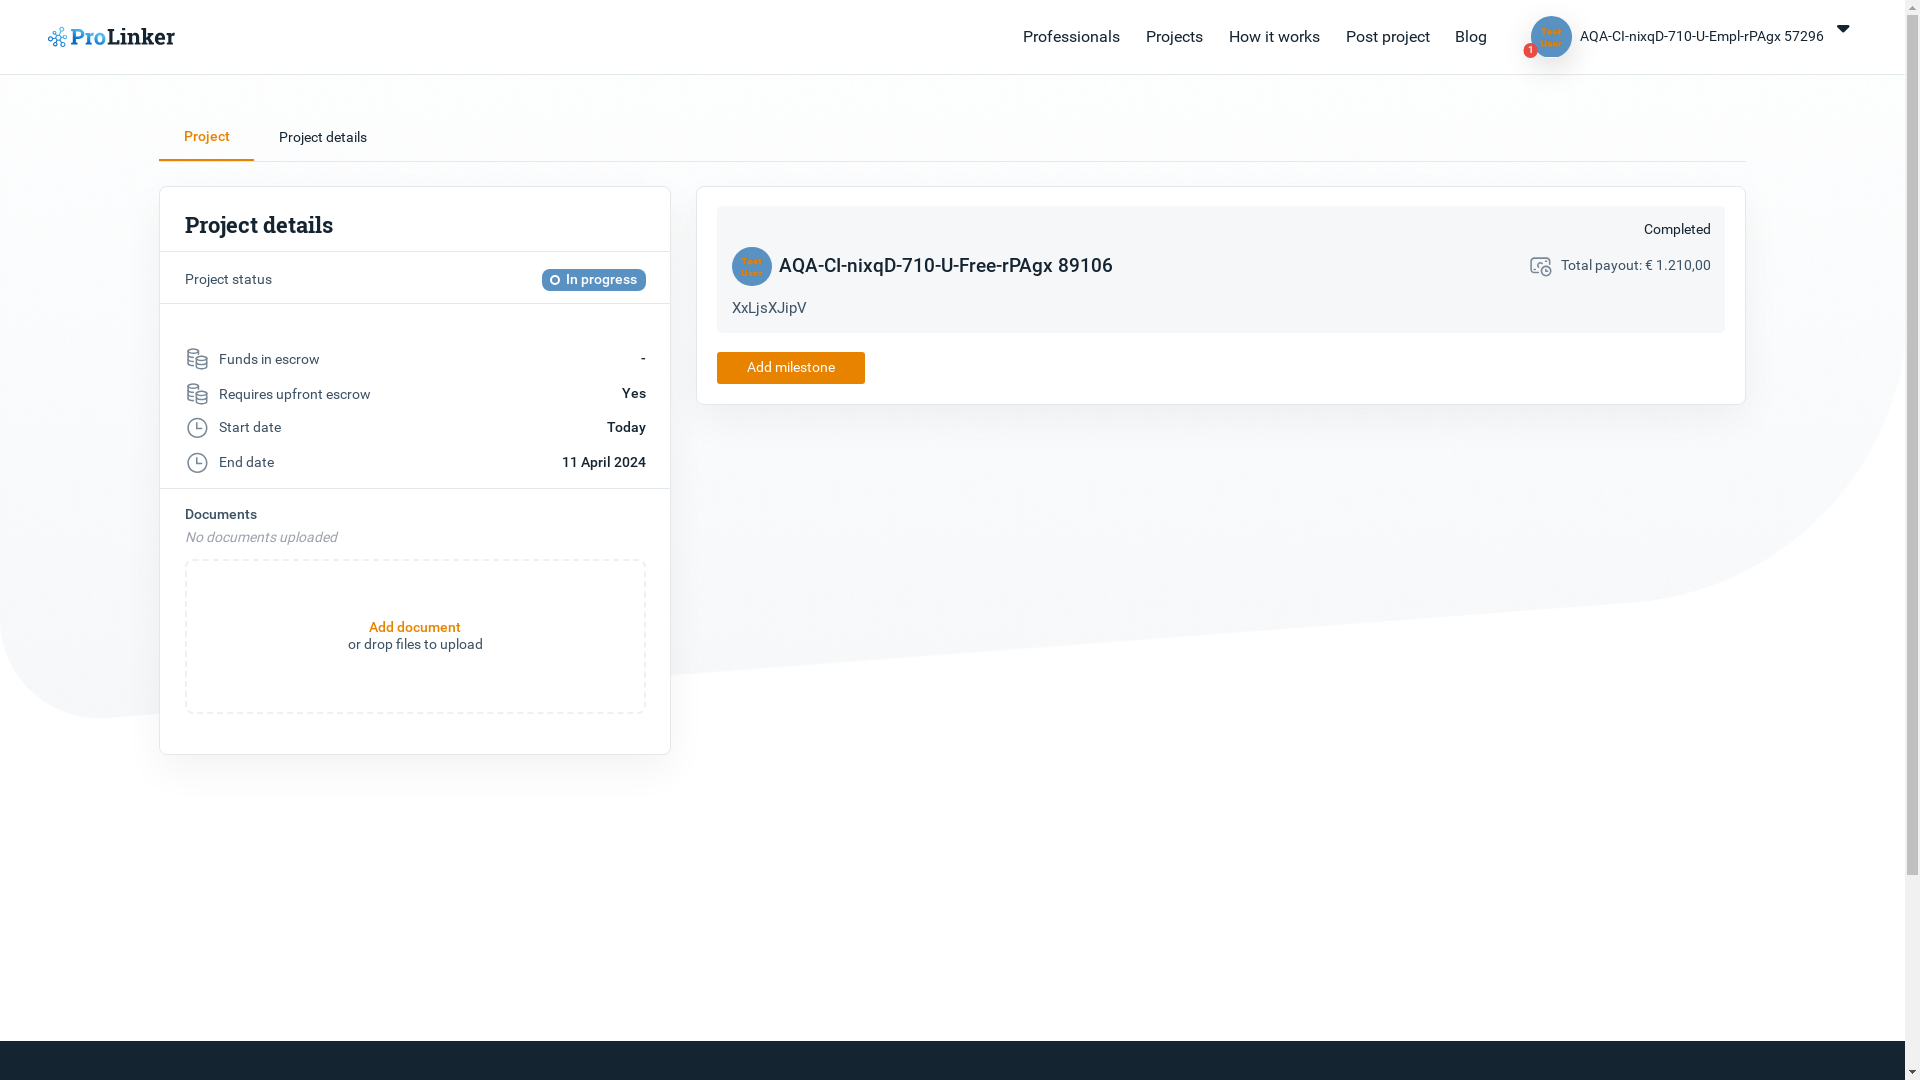 ProLinker
Professionals
Projects
How it works
Post project
Blog
Test
User
1
AQA-CI-nixqD-710-U-Empl-rPAgx 57296
Project
Project details
Project details
Project status
In progress
Funds in escrow
-
Requires upfront escrow
Yes
Start date
Today
End date
11 April 2024
Documents
No documents uploaded
Add document
or drop files to upload
Completed
Test
User
AQA-CI-nixqD-710-U-Free-rPAgx 89106
Total payout: € 1.210,00
XxLjsXJipV
Add milestone